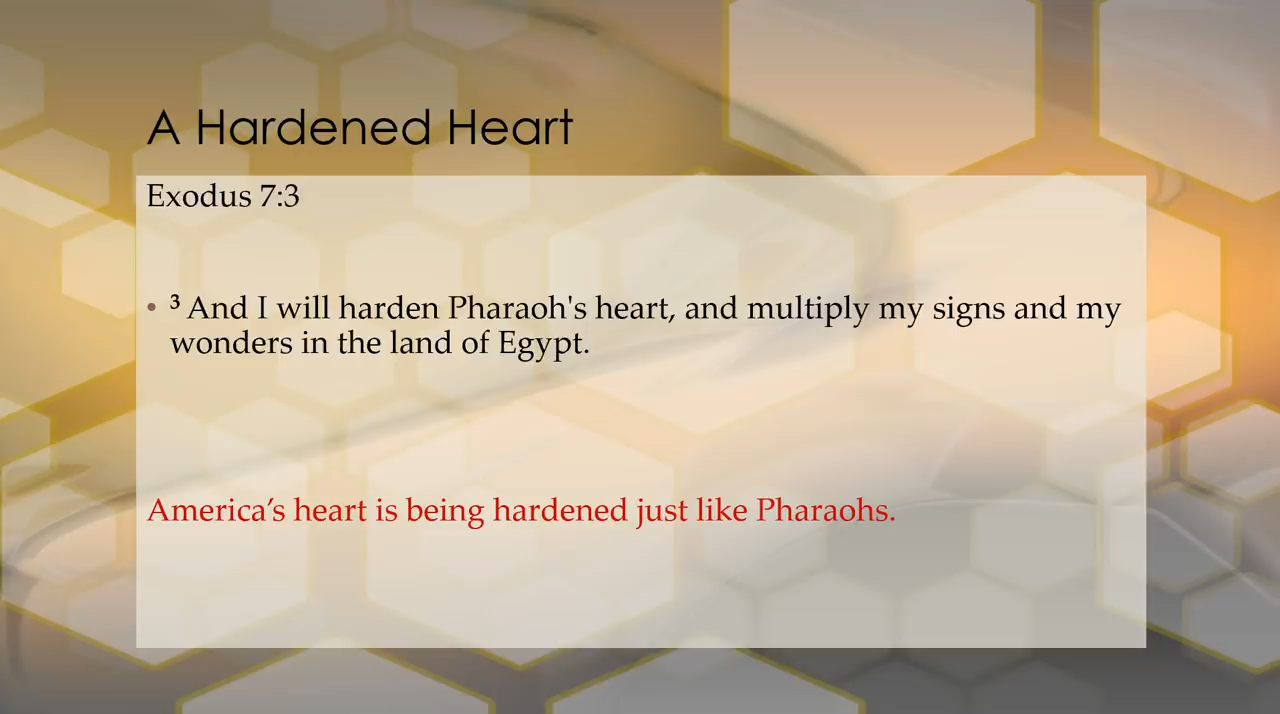 A Hardened Heart
Exodus 7:3
• ³ And I will harden Pharaoh's heart, and multiply my signs and my
wonders in the land of Egypt.
America’s heart is being hardened just like Pharaohs.